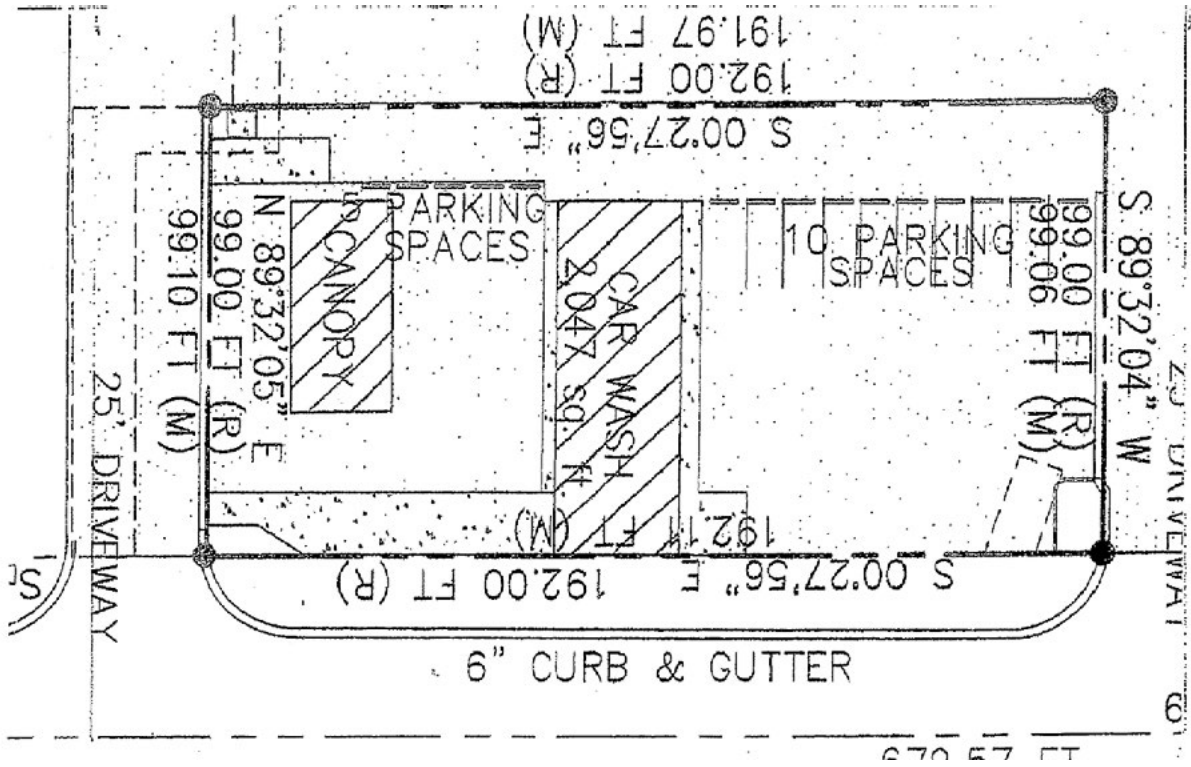 191.97 FT (M)
192.00 FT (R)
S 00°27'56" E
N 89°32'05" E
99.00 FT (R)
99.10 FT (M)
5 PARKING
SPACES
CANOPY
CAR WASH
2,047 sq. ft
10 PARKING
SPACES
S 89°32'04" W
99.00 FT (R)
99.06 FT (M)
25' DRIVEWAY
25' DRIVEWAY
192.11 FT (M)
S 00°27'56" E
192.00 FT (R)
S
6" CURB & GUTTER